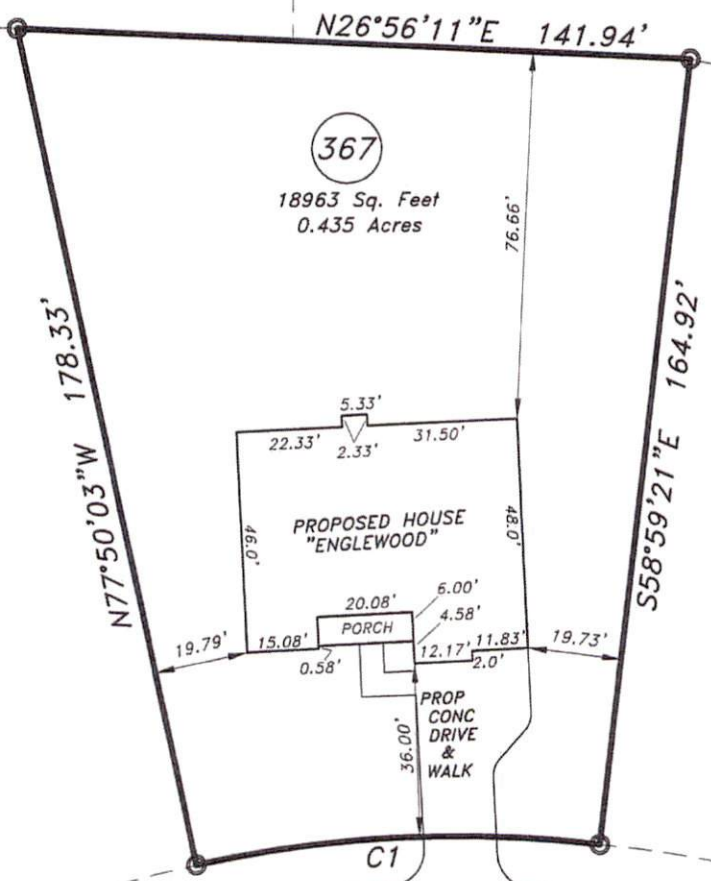 N26°56'11"E 141.94'
367
18963 Sq. Feet
0.435 Acres
76.66'
178.33'
N77°50'03"W
164.92'
S58°59'21"E
5.33'
22.33'
2.33'
31.50'
46.0'
48.0'
PROPOSED HOUSE
"ENGLEWOOD"
20.08'
6.00'
PORCH
4.58'
19.79'
15.08'
0.58'
12.17'
11.83'
2.0'
19.73'
36.00'
PROP
CONC
DRIVE
&
WALK
C1